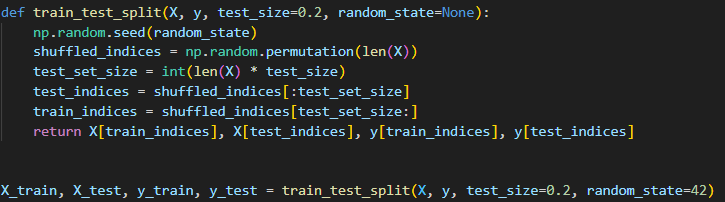 def train_test_split(X, y, test_size=0.2, random_state=None):
    np.random.seed(random_state)
    shuffled_indices = np.random.permutation(len(X))
    test_set_size = int(len(X) * test_size)
    test_indices = shuffled_indices[:test_set_size]
    train_indices = shuffled_indices[test_set_size:]
    return X[train_indices], X[test_indices], y[train_indices], y[test_indices]
X_train, X_test, y_train, y_test = train_test_split(X, y, test_size=0.2, random_state=42)